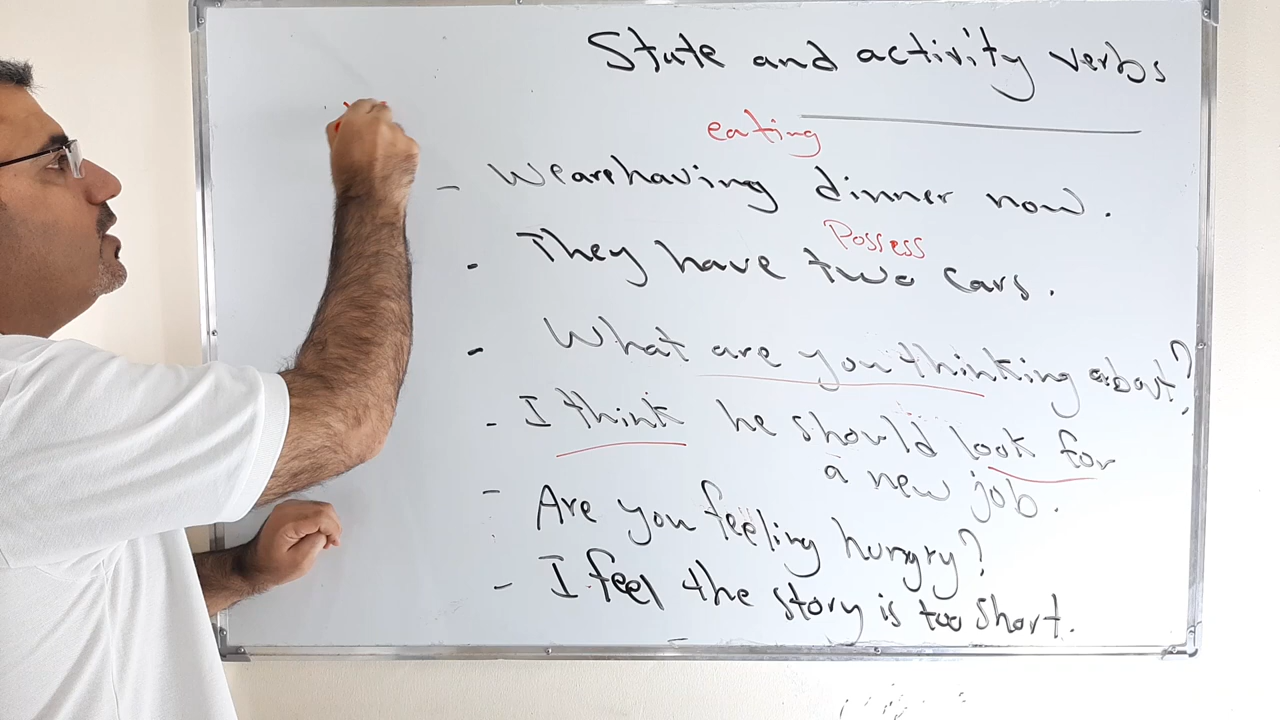 State and activity verbs
eating
- We are having dinner now.
Possess
- They have two cars.
- What are you thinking about?
- I think he should look for
a new job.
- Are you feeling hungry?
- I feel the story is too short.